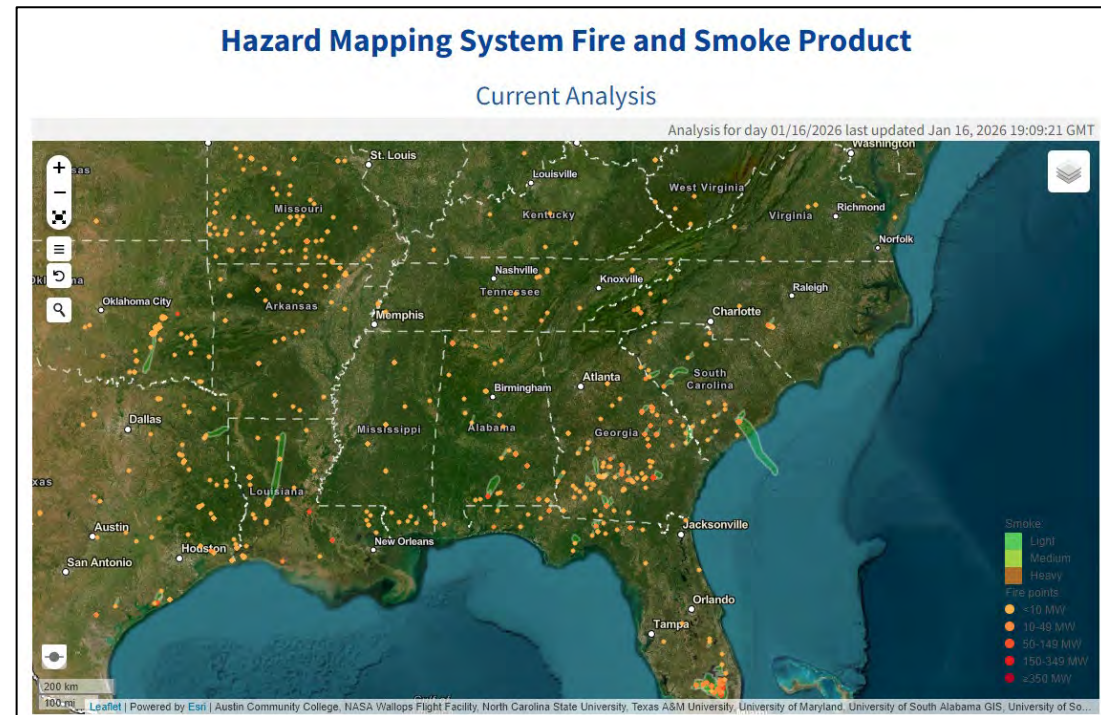 Hazard Mapping System Fire and Smoke Product
Current Analysis
Analysis for day 01/16/2026 last updated Jan 16, 2026 19:09:21 GMT
+
−
St. Louis
Washington
Louisville
West Virginia
Missouri
Kentucky
Virginia
Richmond
Norfolk
Nashville
Knoxville
Tennessee
Raleigh
Oklahoma City
Arkansas
Memphis
Charlotte
South
Carolina
Atlanta
Birmingham
Dallas
Mississippi
Alabama
Georgia
Louisiana
Austin
Jacksonville
New Orleans
Houston
San Antonio
Orlando
Tampa
Smoke
Light
Medium
Heavy
Fire points
<10 MW
10-49 MW
50-149 MW
150-349 MW
≥350 MW
200 km
100 mi
Leaflet | Powered by Esri | Austin Community College, NASA Wallops Flight Facility, North Carolina State University, Texas A&M University, University of Maryland, University of South Alabama GIS, University of So...